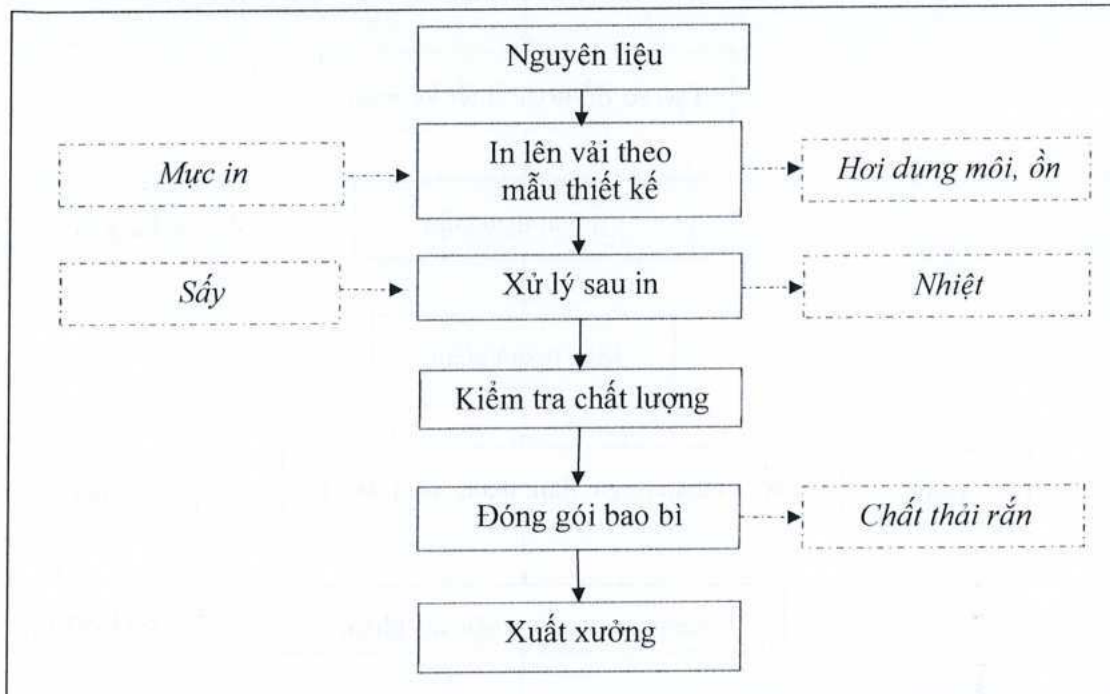 Nguyên liệu
Mực in
In lên vải theo
mẫu thiết kế
Hơi dung môi, ồn
Sấy
Xử lý sau in
Nhiệt
Kiểm tra chất lượng
Đóng gói bao bì
Chất thải rắn
Xuất xưởng